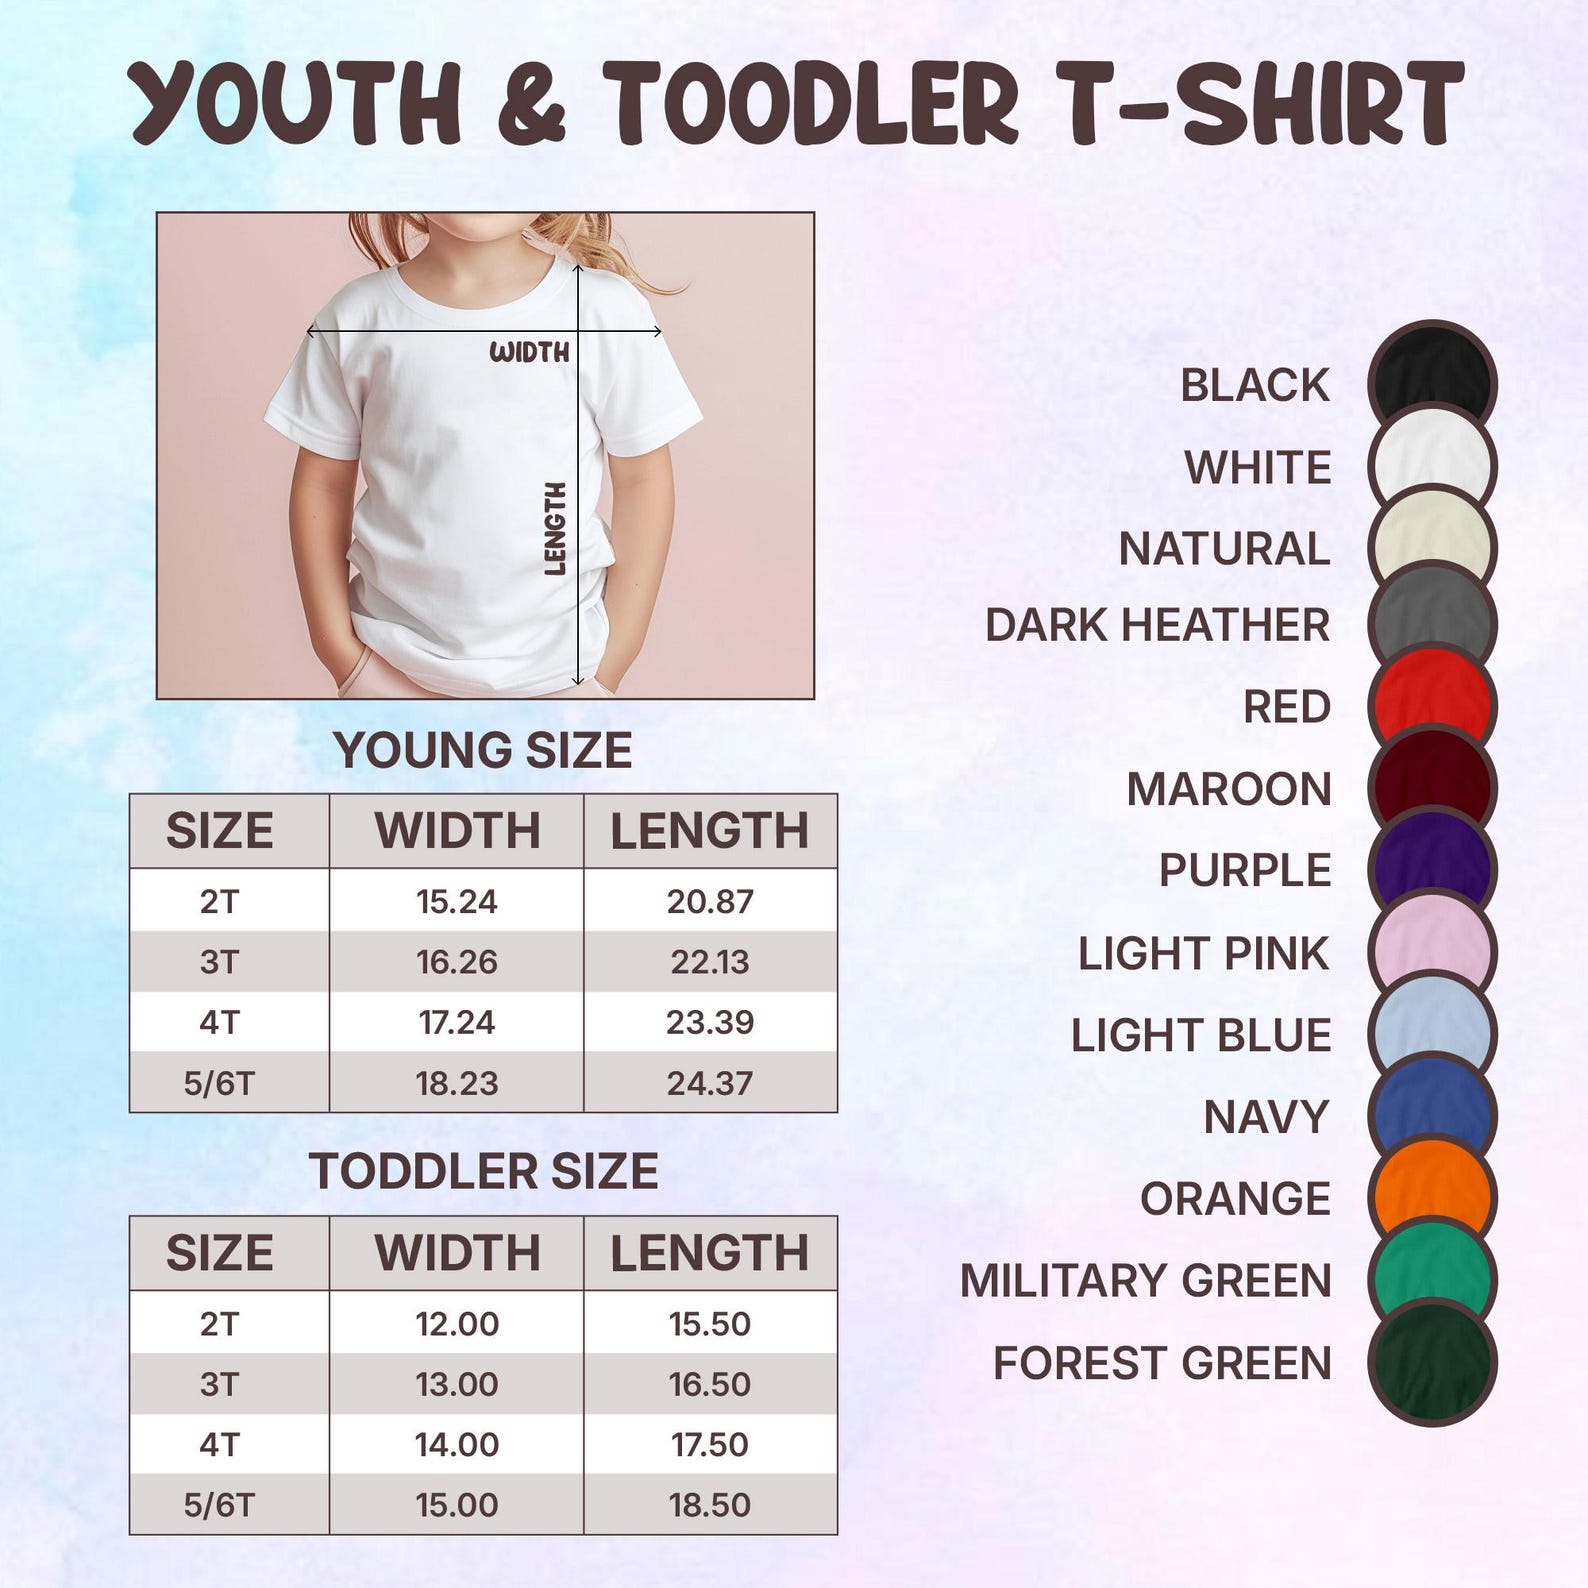 YOUTH & TOODLER T-SHIRT
WIDTH
LENGTH
YOUNG SIZE
SIZE WIDTH LENGTH
2T 15.24 20.87
3T 16.26 22.13
4T 17.24 23.39
5/6T 18.23 24.37
TODDLER SIZE
SIZE WIDTH LENGTH
2T 12.00 15.50
3T 13.00 16.50
4T 14.00 17.50
5/6T 15.00 18.50
BLACK
WHITE
NATURAL
DARK HEATHER
RED
MAROON
PURPLE
LIGHT PINK
LIGHT BLUE
NAVY
ORANGE
MILITARY GREEN
FOREST GREEN